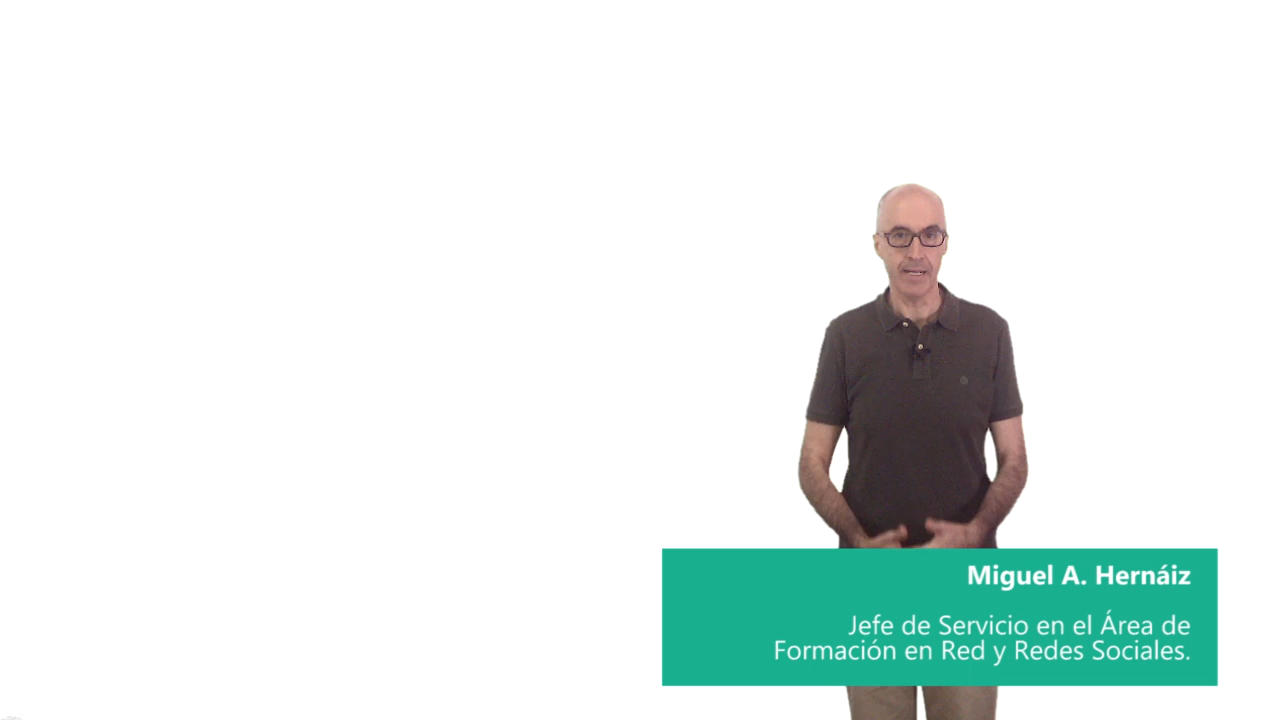 Miguel A. Hernáiz
Jefe de Servicio en el Área de
Formación en Red y Redes Sociales.